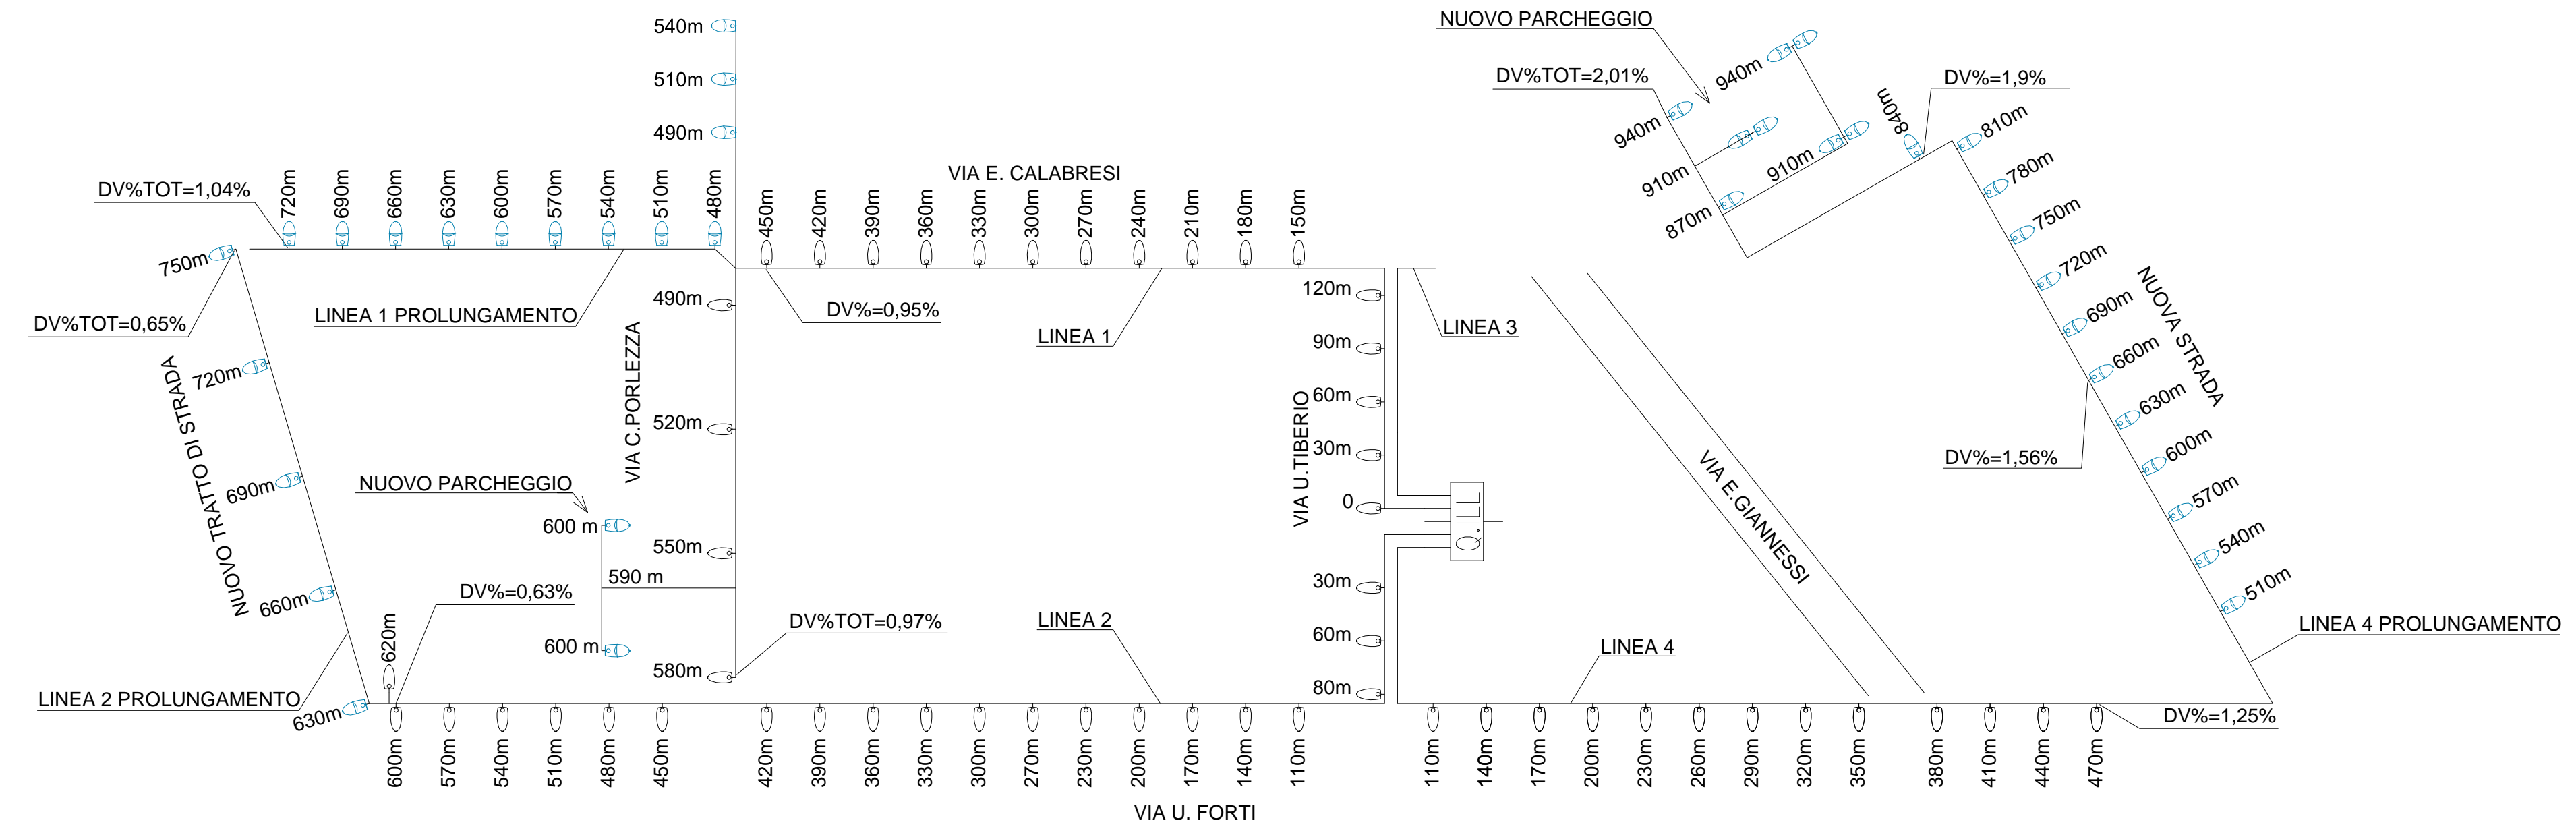 540m
510m
490m
NUOVO PARCHEGGIO
DV%TOT=2,01%
940m
940m
910m
910m
870m
840m
DV%=1,9%
810m
780m
750m
720m
690m
660m
630m
600m
570m
540m
510m
NUOVA STRADA
DV%=1,56%
LINEA 4 PROLUNGAMENTO
DV%TOT=1,04%
720m
690m
660m
630m
600m
570m
540m
510m
480m
VIA E. CALABRESI
450m
420m
390m
360m
330m
300m
270m
240m
210m
180m
150m
750m
DV%TOT=0,65%
LINEA 1 PROLUNGAMENTO
490m
DV%=0,95%
LINEA 1
LINEA 3
120m
90m
60m
30m
0
VIA U.TIBERIO
VIA C.PORLEZZA
720m
690m
660m
NUOVO TRATTO DI STRADA
520m
NUOVO PARCHEGGIO
600 m
550m
590 m
600 m
580m
DV%=0,63%
DV%TOT=0,97%
620m
LINEA 2 PROLUNGAMENTO
630m
LINEA 2
Q.ILL
VIA E.GIANNESSI
30m
60m
80m
LINEA 4
DV%=1,25%
600m
570m
540m
510m
480m
450m
420m
390m
360m
330m
300m
270m
230m
200m
170m
140m
110m
110m
140m
170m
200m
230m
260m
290m
320m
350m
380m
410m
440m
470m
VIA U. FORTI